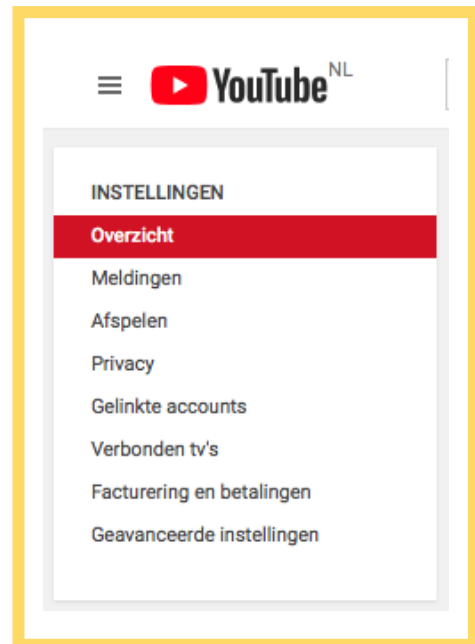 YouTube NL
INSTELLINGEN
Overzicht
Meldingen
Afspelen
Privacy
Gelinkte accounts
Verbonden tv's
Facturering en betalingen
Geavanceerde instellingen